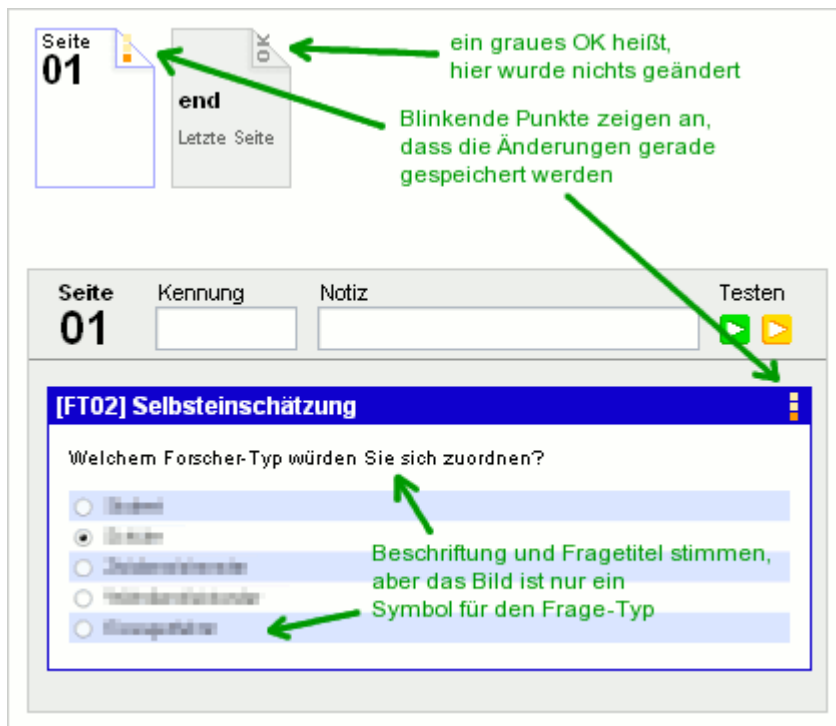 Seite
01
OK
end
Letzte Seite
ein graues OK heißt,
hier wurde nichts geändert
Blinkende Punkte zeigen an,
dass die Änderungen gerade
gespeichert werden
Seite
01
Kennung
Notiz
Testen
[FT02] Selbsteinschätzung
Welchem Forscher-Typ würden Sie sich zuordnen?
Beschriftung und Fragetitel stimmen,
aber das Bild ist nur ein
Symbol für den Frage-Typ